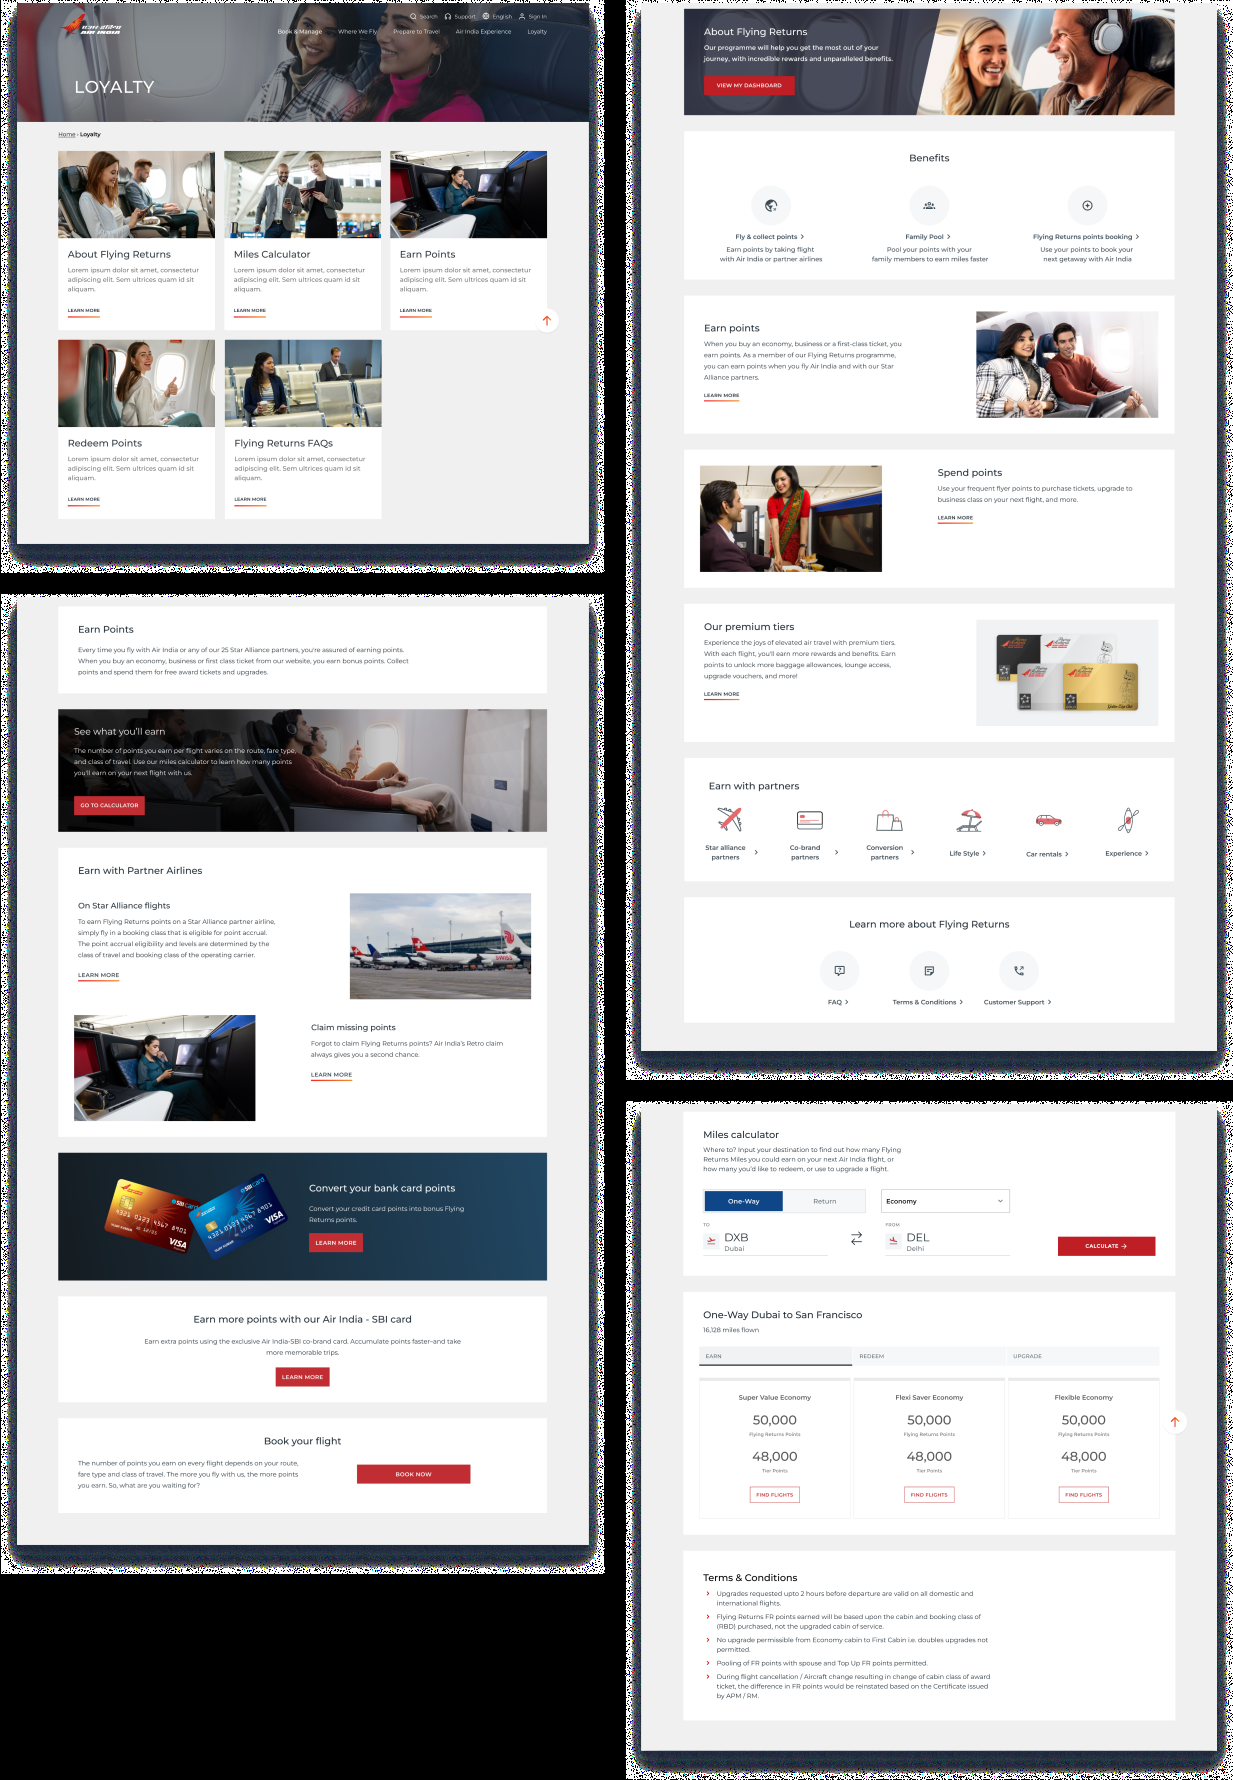 Search
Support
English
Sign In
AIR INDIA
Book & Manage
Where We Fly
Prepare to Travel
Air India Experience
Loyalty
LOYALTY
Home › Loyalty
About Flying Returns
Lorem ipsum dolor sit amet, consectetur
adipiscing elit. Sem ultrices quam id sit
aliquam.
LEARN MORE
Miles Calculator
Lorem ipsum dolor sit amet, consectetur
adipiscing elit. Sem ultrices quam id sit
aliquam.
LEARN MORE
Earn Points
Lorem ipsum dolor sit amet, consectetur
adipiscing elit. Sem ultrices quam id sit
aliquam.
LEARN MORE
Redeem Points
Lorem ipsum dolor sit amet, consectetur
adipiscing elit. Sem ultrices quam id sit
aliquam.
LEARN MORE
Flying Returns FAQs
Lorem ipsum dolor sit amet, consectetur
adipiscing elit. Sem ultrices quam id sit
aliquam.
LEARN MORE
Earn Points
Every time you fly with Air India or any of our 25 Star Alliance partners, you're assured of earning points.
When you buy an economy, business or first class ticket from our website, you earn bonus points. Collect
points and spend them for free award tickets and upgrades.
See what you'll earn
The number of points you earn per flight varies on the route, fare type,
and class of travel. Use our miles calculator to learn how many points
you'll earn on your next flight with us.
GO TO CALCULATOR
Earn with Partner Airlines
On Star Alliance flights
To earn Flying Returns points on a Star Alliance partner airline,
simply fly in a booking class that is eligible for point accrual.
The point accrual eligibility and levels are determined by the
class of travel and booking class of the operating carrier.
LEARN MORE
SWISS
Claim missing points
Forgot to claim Flying Returns points? Air India's Retro claim
always gives you a second chance.
LEARN MORE
SBI card
4321 0123 4567 8901
VISA
SBI card
4321 0123 4567 8901
VISA
Convert your bank card points
Convert your credit card points into bonus Flying
Returns points.
LEARN MORE
Earn more points with our Air India - SBI card
Earn extra points using the exclusive Air India-SBI co-brand card. Accumulate points faster–and take
more memorable trips.
LEARN MORE
Book your flight
The number of points you earn on every flight depends on your route,
fare type and class of travel. The more you fly with us, the more points
you earn. So, what are you waiting for?
BOOK NOW
About Flying Returns
Our programme will help you get the most out of your
journey, with incredible rewards and unparalleled benefits.
VIEW MY DASHBOARD
Benefits
Fly & collect points
Earn points by taking flight
with Air India or partner airlines
Family Pool
Pool your points with your
family members to earn miles faster
Flying Returns points booking
Use your points to book your
next getaway with Air India
Earn points
When you buy an economy, business or a first-class ticket, you
earn points. As a member of our Flying Returns programme,
you can earn points when you fly Air India and with our Star
Alliance partners.
LEARN MORE
Spend points
Use your frequent flyer points to purchase tickets, upgrade to
business class on your next flight, and more.
LEARN MORE
Our premium tiers
Experience the joys of elevated air travel with premium tiers.
With each flight, you'll earn more rewards and benefits. Earn
points to unlock more baggage allowances, lounge access,
upgrade vouchers, and more!
LEARN MORE
Earn with partners
Star alliance
partners
Co-brand
partners
Conversion
partners
Life Style
Car rentals
Experience
Learn more about Flying Returns
FAQ
Terms & Conditions
Customer Support
Miles calculator
Where to? Input your destination to find out how many Flying
Returns Miles you could earn on your next Air India flight, or
how many you'd like to redeem, or use to upgrade a flight.
One-Way
Return
Economy
TO
DXB
Dubai
FROM
DEL
Delhi
CALCULATE
One-Way Dubai to San Francisco
16,128 miles flown
EARN
REDEEM
UPGRADE
Super Value Economy
50,000
Flying Returns Points
48,000
Tier Points
FIND FLIGHTS
Flexi Saver Economy
50,000
Flying Returns Points
48,000
Tier Points
FIND FLIGHTS
Flexible Economy
50,000
Flying Returns Points
48,000
Tier Points
FIND FLIGHTS
Terms & Conditions
Upgrades requested upto 2 hours before departure are valid on all domestic and
international flights.
Flying Returns FR points earned will be based upon the cabin and booking class of
(RBD) purchased, not the upgraded cabin of service.
No upgrade permissible from Economy cabin to First Cabin i.e. doubles upgrades not
permitted.
Pooling of FR points with spouse and Top Up FR points permitted.
During flight cancellation / Aircraft change resulting in change of cabin class of award
ticket, the difference in FR points would be reinstated based on the Certificate issued
by APM / RM.